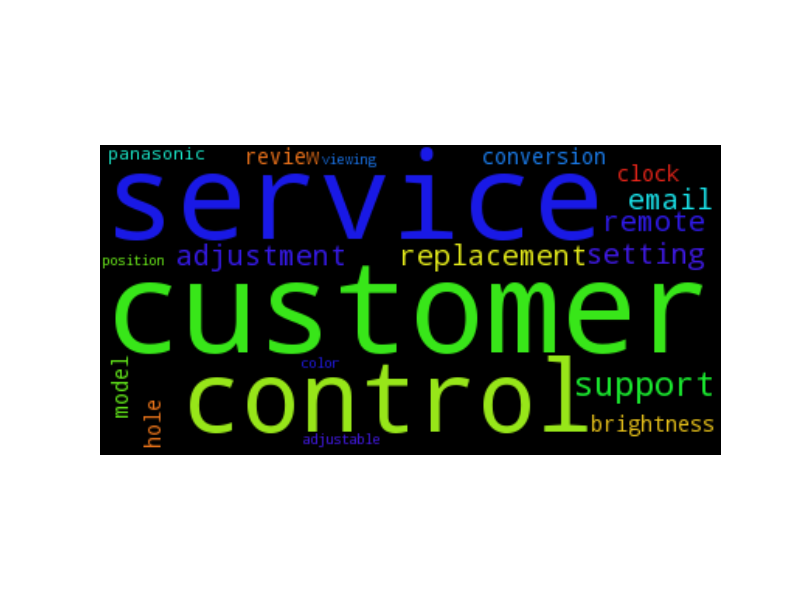 panasonic
review
viewing
conversion
clock
service
email
remote
position
adjustment
replacement
setting
customer
color
model
control
support
hole
brightness
adjustable